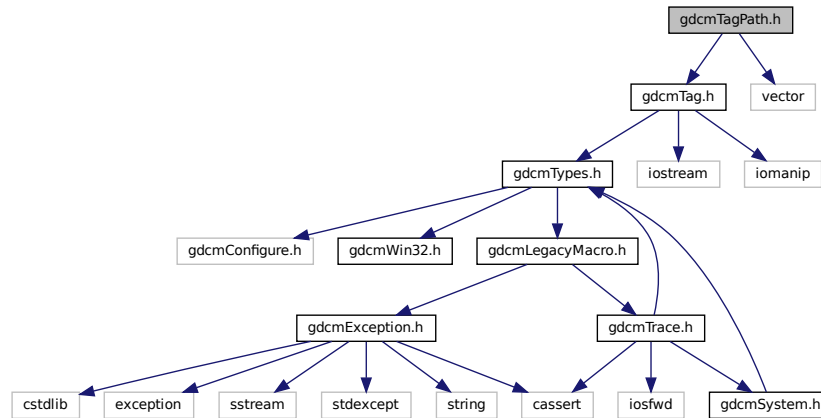 gdcmTagPath.h
gdcmTag.h
vector
gdcmTypes.h
iostream
iomanip
gdcmConfigure.h
gdcmWin32.h
gdcmLegacyMacro.h
gdcmException.h
gdcmTrace.h
cstdlib
exception
sstream
stdexcept
string
cassert
iosfwd
gdcmSystem.h